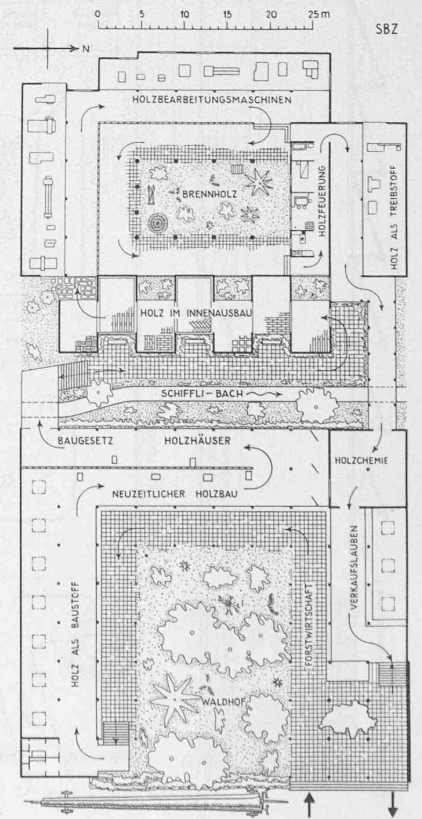 0 5 10 15 20 25 m
SBZ
N
HOLZBEARBEITUNGSMASCHINEN
BRENNHOLZ
HOLZFEUERUNG
HOLZ ALS TREIBSTOFF
HOLZ IM INNENAUSBAU
SCHIFFLI-BACH
BAUGESETZ
HOLZHÄUSER
HOLZCHEMIE
NEUZEITLICHER HOLZBAU
HOLZ ALS BAUSTOFF
FORSTWIRTSCHAFT
VERKAUFSLAUBEN
WALDHOF